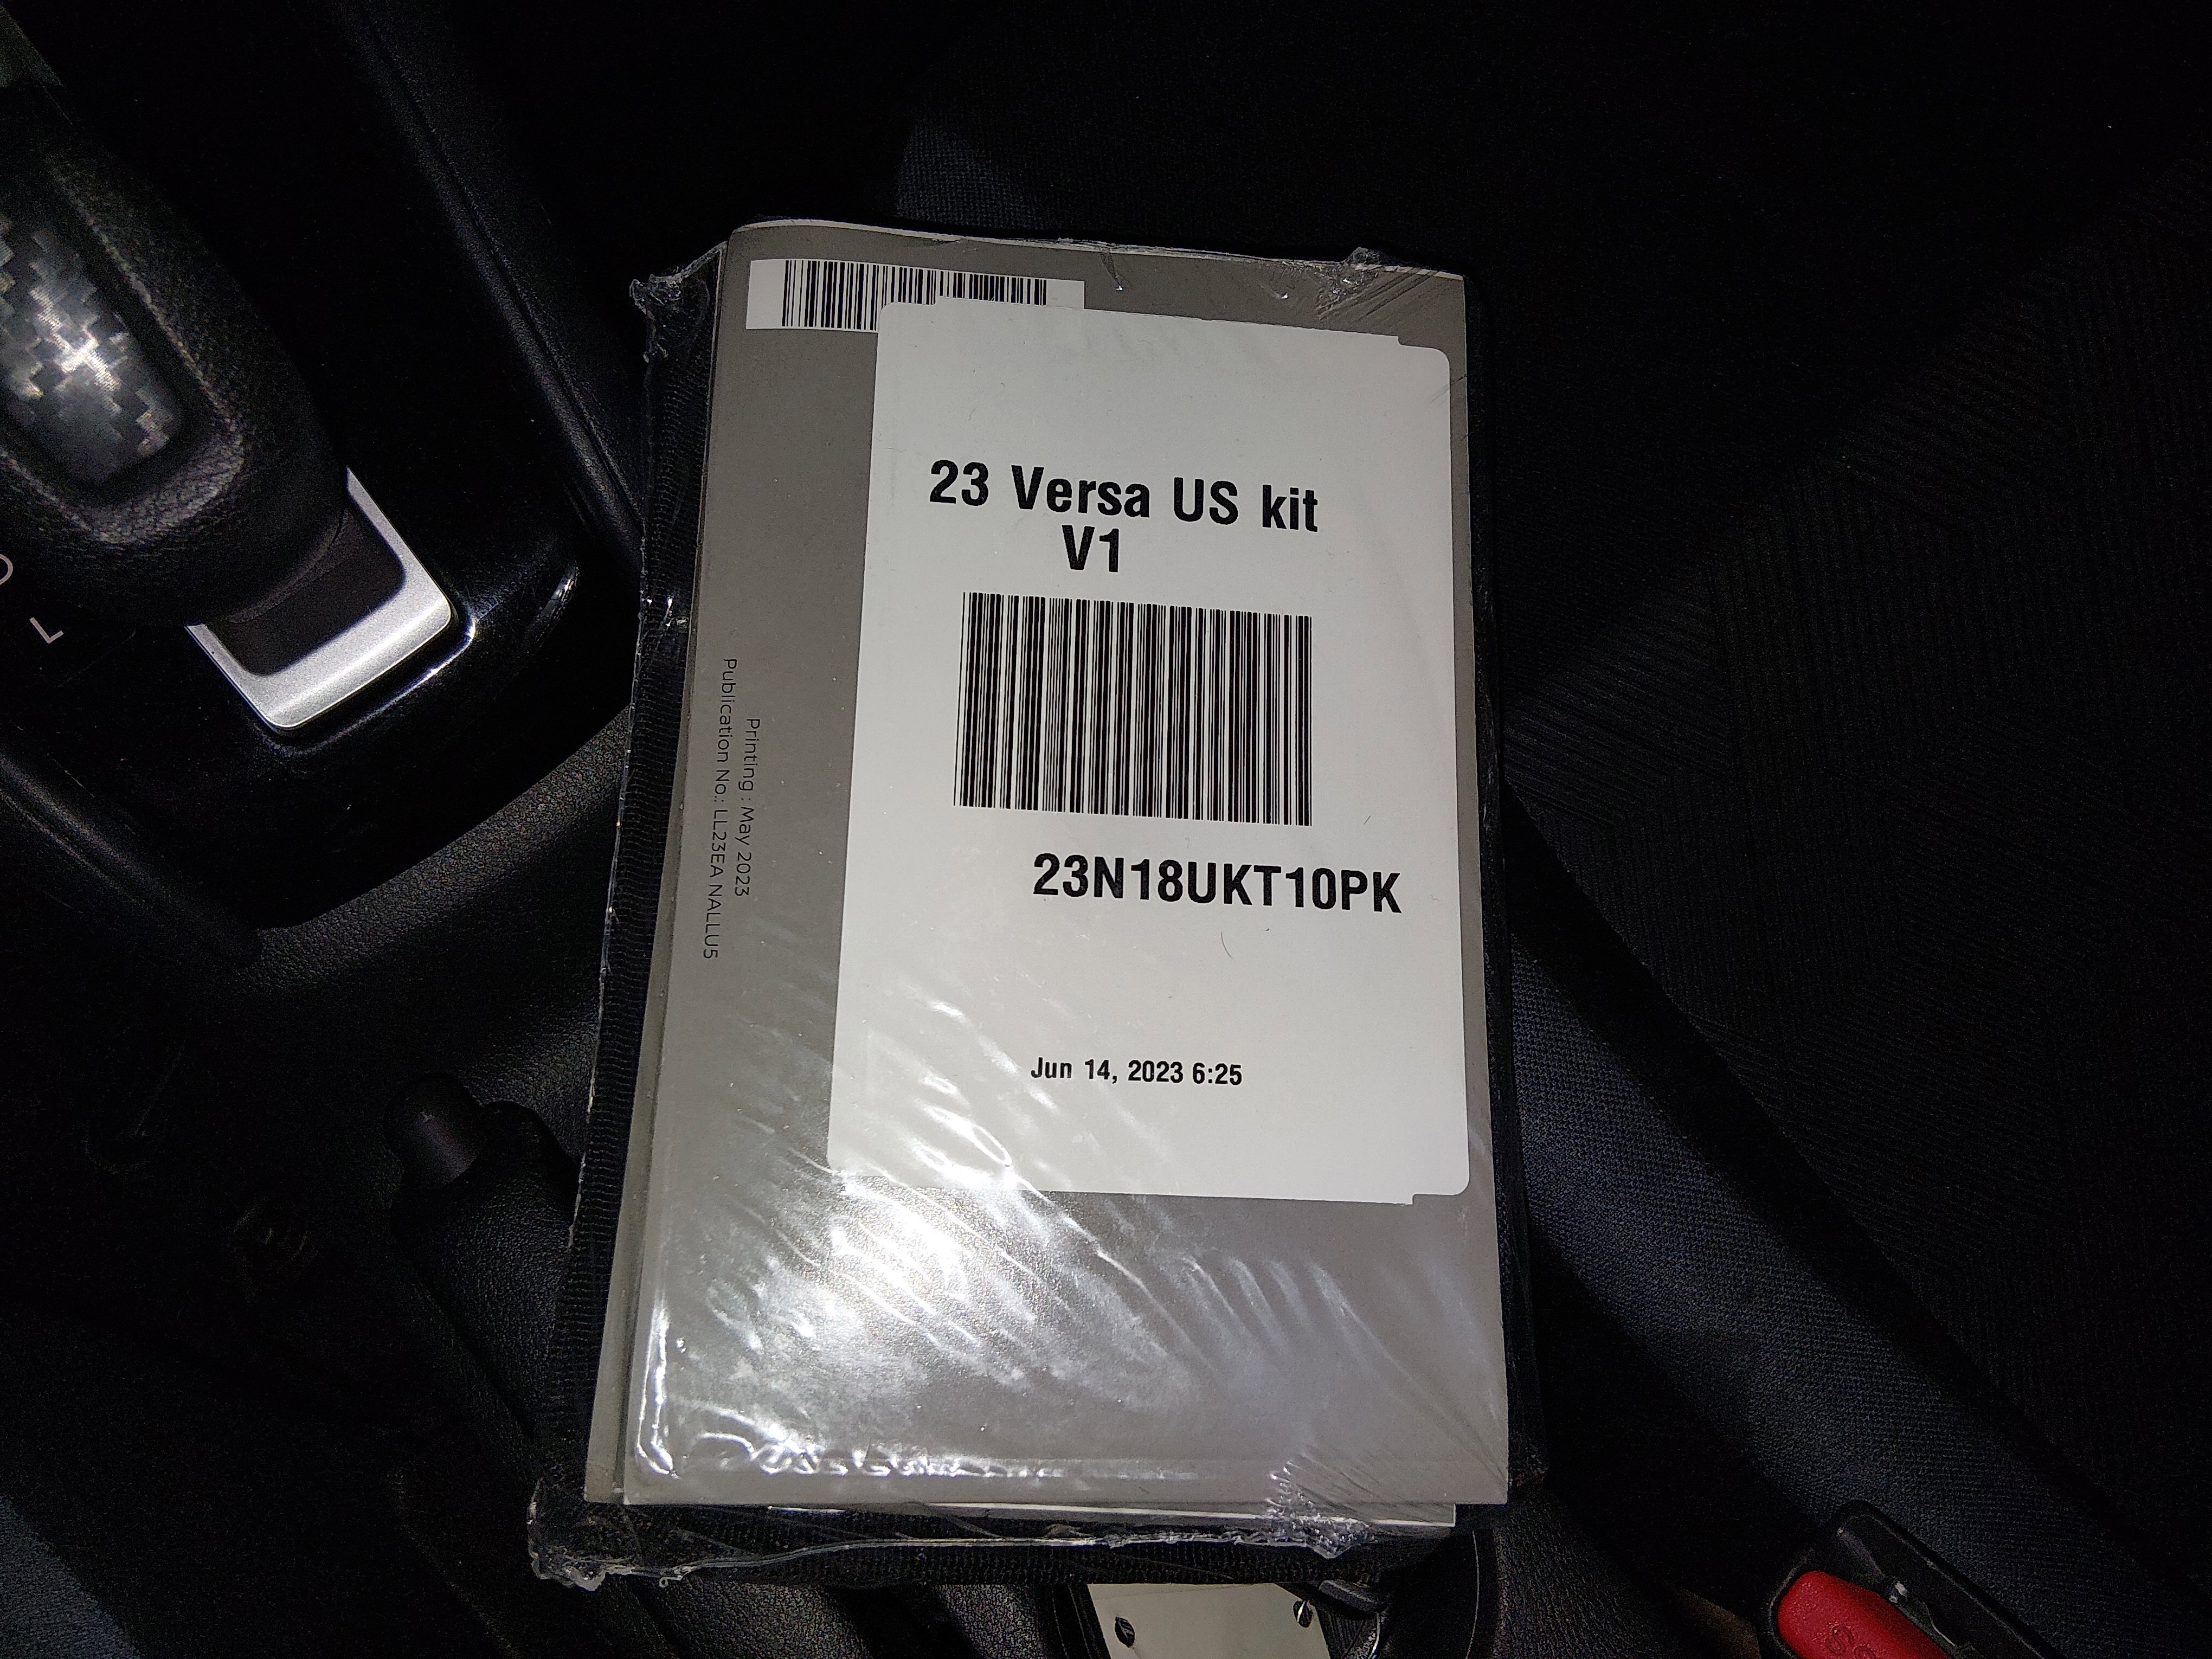 23 Versa US kit
V1
23N18UKT10PK
Jun 14, 2023 6:25
Printing : May 2023
Publication No.: LL23EA NALLU5
L